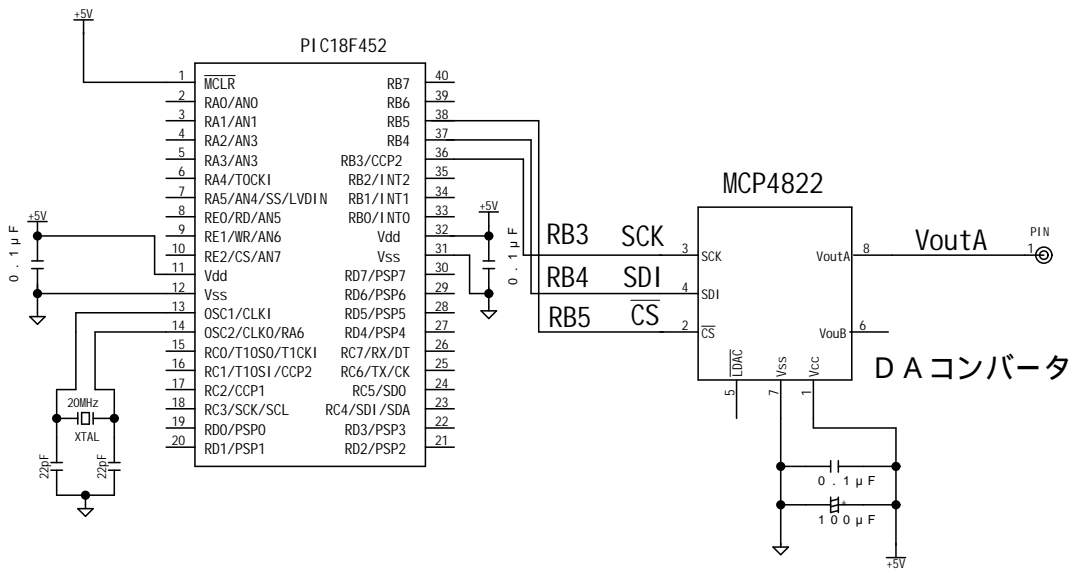 +5V
PIC18F452
1 MCLR RB7 40
2 RA0/AN0 RB6 39
3 RA1/AN1 RB5 38
4 RA2/AN3 RB4 37
5 RA3/AN3 RB3/CCP2 36
6 RA4/TOCKI RB2/INT2 35
7 RA5/AN4/SS/LVDIN RB1/INT1 34
8 RE0/RD/AN5 RB0/INT0 33
9 RE1/WR/AN6 Vdd 32
10 RE2/CS/AN7 Vss 31
11 Vdd RD7/PSP7 30
12 Vss RD6/PSP6 29
13 OSC1/CLKI RD5/PSP5 28
14 OSC2/CLKO/RA6 RD4/PSP4 27
15 RC0/T1OSO/T1CKI RC7/RX/DT 26
16 RC1/T1OSI/CCP2 RC6/TX/CK 25
17 RC2/CCP1 RC5/SDO 24
18 RC3/SCK/SCL RC4/SDI/SDA 23
19 RD0/PSP0 RD3/PSP3 22
20 RD1/PSP1 RD2/PSP2 21
+5V
0.1μF
20MHz
XTAL
22pF
22pF
+5V
0.1μF
MCP4822
RB3 SCK 3 SCK
RB4 SDI 4 SDI
RB5 CS 2 CS
VoutA 8 VoutA 1 PIN
VouB 6
LDAC 5
Vss 7
Vcc 1
DAコンバータ
0.1μF
+
100μF
+5V